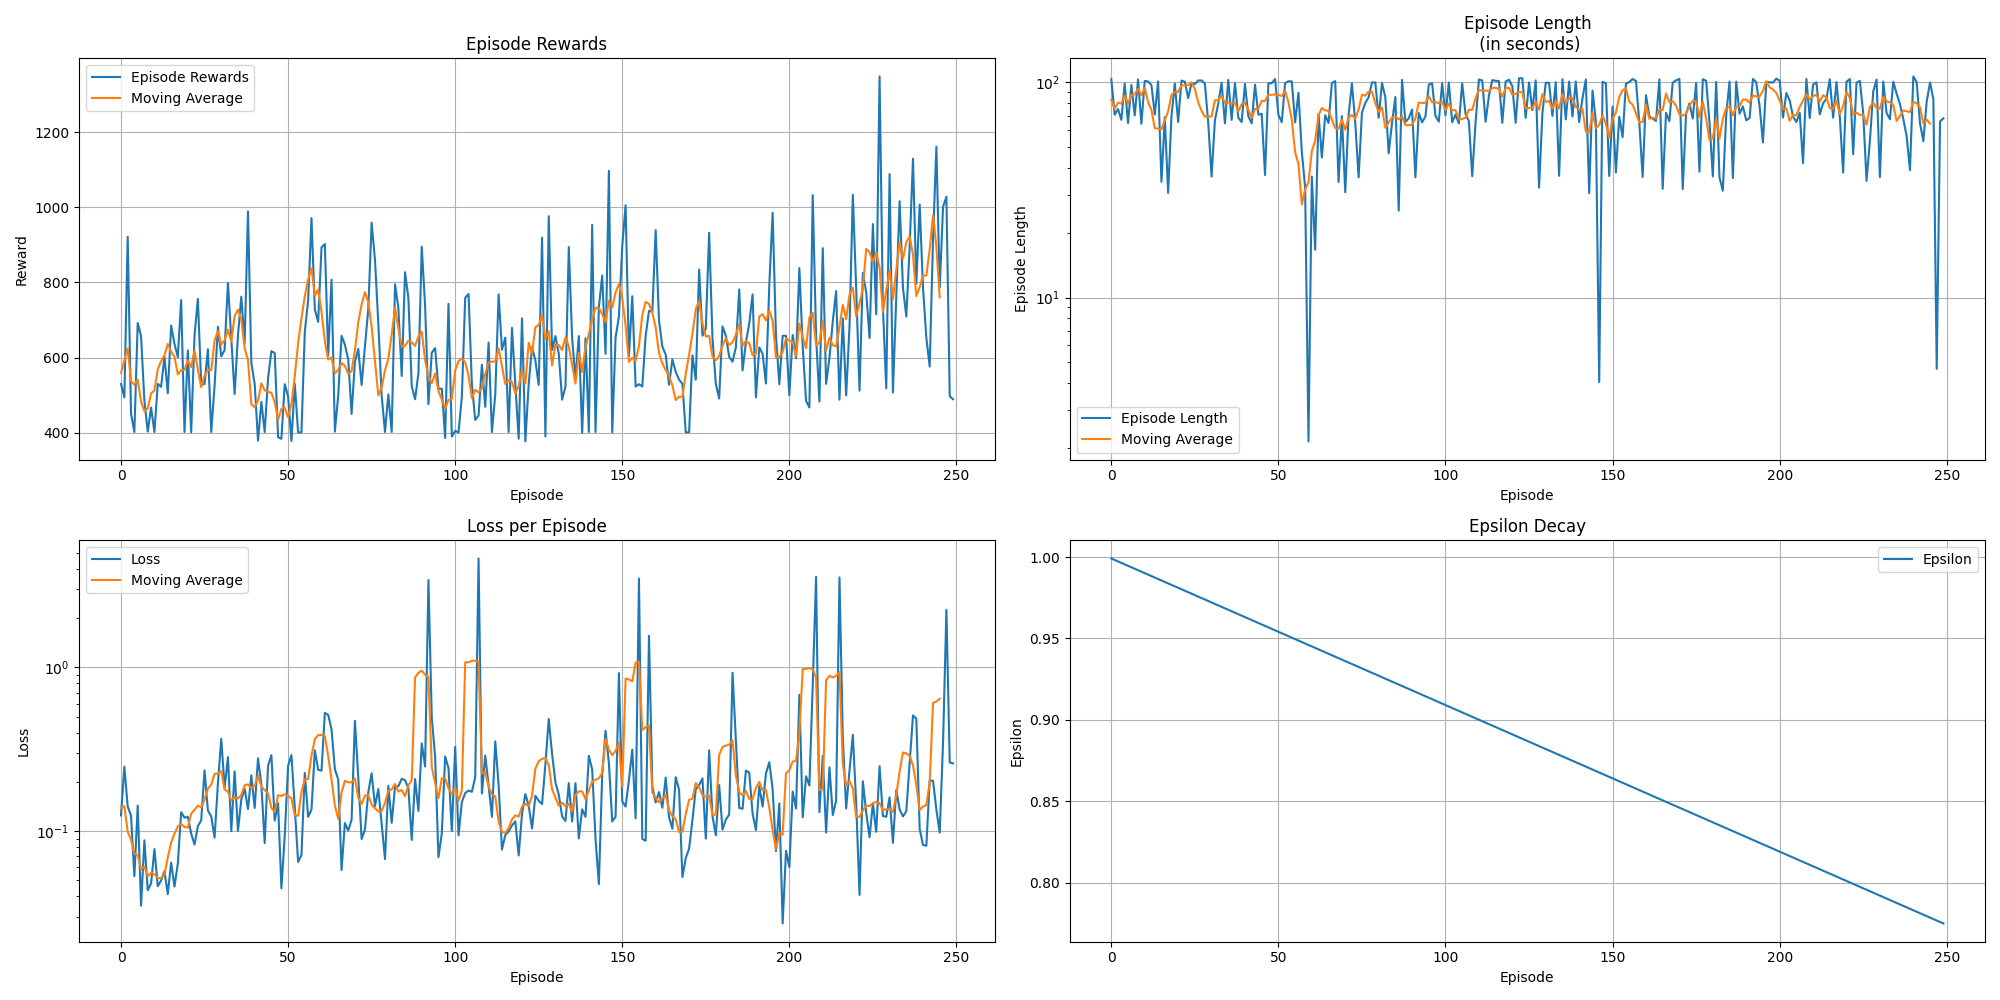 Episode Rewards
Episode Rewards
Moving Average
Reward
1200
1000
800
600
400
0 50 100 150 200 250
Episode
Episode Length
(in seconds)
Episode Length
10²
10¹
Episode Length
Moving Average
0 50 100 150 200 250
Episode
Loss per Episode
Loss
Moving Average
Loss
10⁰
10⁻¹
0 50 100 150 200 250
Episode
Epsilon Decay
Epsilon
Epsilon
1.00
0.95
0.90
0.85
0.80
0 50 100 150 200 250
Episode